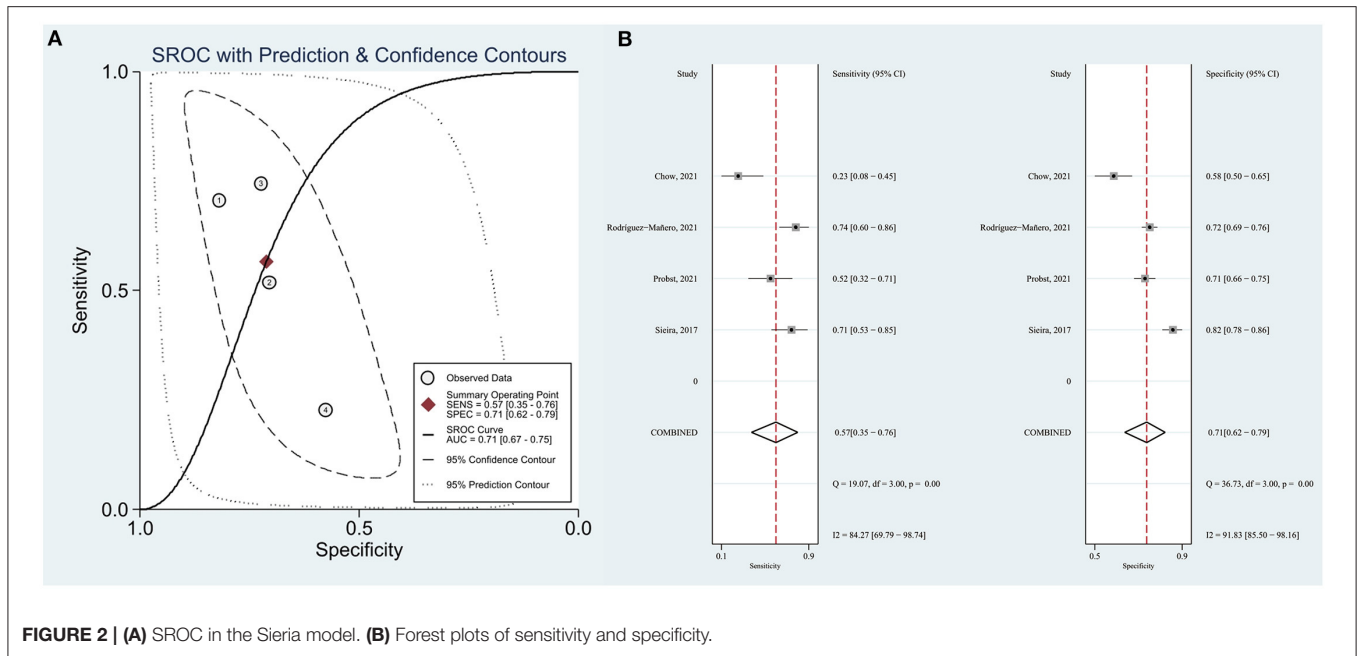 A
SROC with Prediction & Confidence Contours
1.0
0.5
0.0
Sensitivity
1
3
2
4
Observed Data
Summary Operating Point
SENS = 0.57 [0.35 - 0.76]
SPEC = 0.71 [0.62 - 0.79]
SROC Curve
AUC = 0.71 [0.67 - 0.75]
95% Confidence Contour
95% Prediction Contour
1.0
0.5
0.0
Specificity
B
Study
Sensitivity (95% CI)
Chow, 2021
0.23 [0.08 − 0.45]
Rodríguez−Mañero, 2021
0.74 [0.60 − 0.86]
Probst, 2021
0.52 [0.32 − 0.71]
Sieira, 2017
0.71 [0.53 − 0.85]
0
COMBINED
0.57[0.35 − 0.76]
Q = 19.07, df = 3.00, p = 0.00
I2 = 84.27 [69.79 − 98.74]
0.1
0.9
Sensitivity
Study
Specificity (95% CI)
Chow, 2021
0.58 [0.50 − 0.65]
Rodríguez−Mañero, 2021
0.72 [0.69 − 0.76]
Probst, 2021
0.71 [0.66 − 0.75]
Sieira, 2017
0.82 [0.78 − 0.86]
0
COMBINED
0.71[0.62 − 0.79]
Q = 36.73, df = 3.00, p = 0.00
I2 = 91.83 [85.50 − 98.16]
0.5
0.9
Specificity
FIGURE 2 | (A) SROC in the Sieria model. (B) Forest plots of sensitivity and specificity.